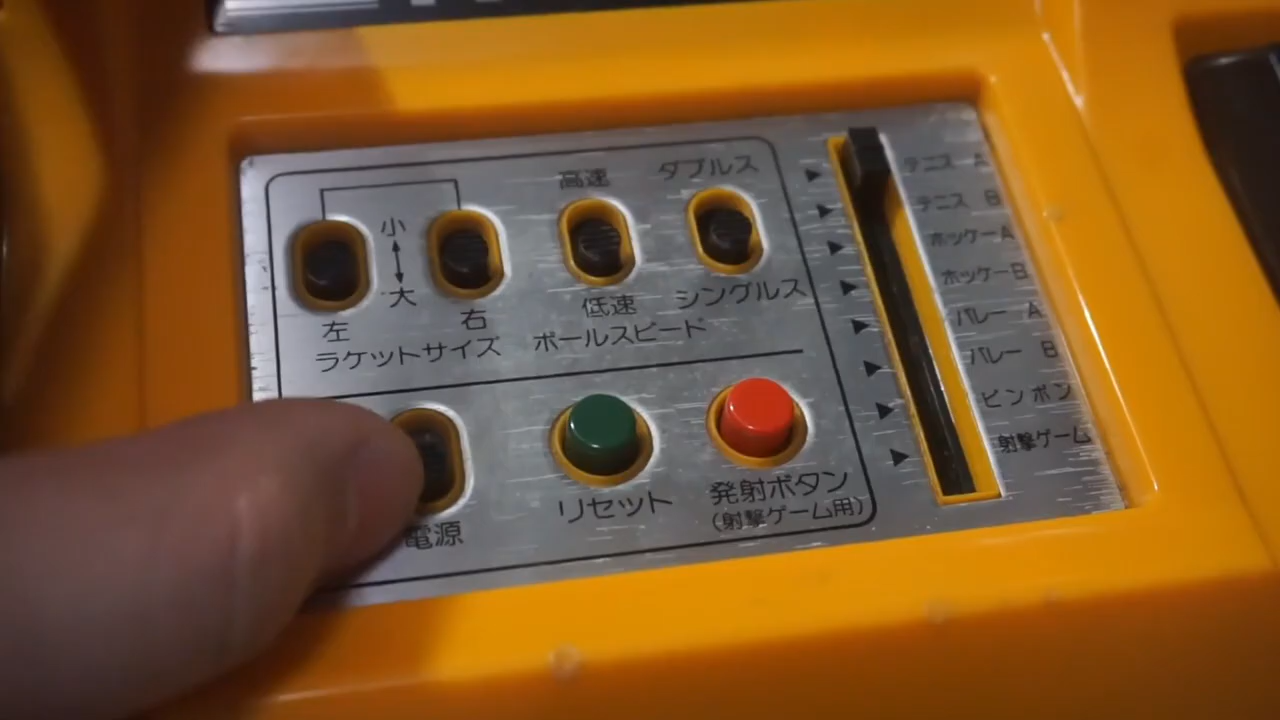 高速 ダブルス
小
大
左 右 低速 シングルス
ラケットサイズ ボールスピード
電源 リセット 発射ボタン
(射撃ゲーム用)
テニス A
テニス B
ホッケーA
ホッケーB
バレー A
バレー B
ピンポン
射撃ゲーム